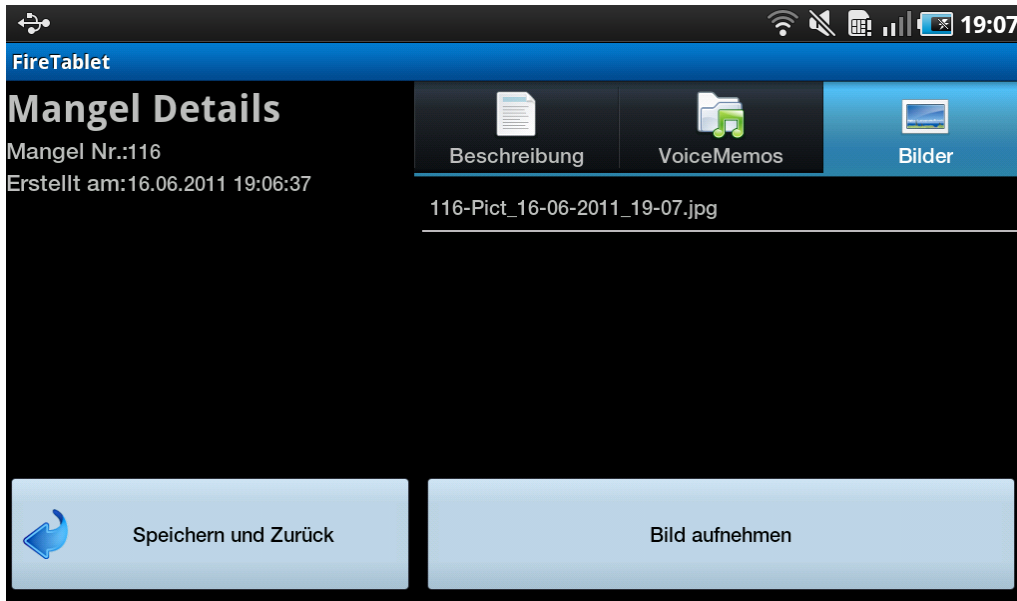 19:07
FireTablet
Mangel Details
Mangel Nr.:116
Erstellt am:16.06.2011 19:06:37
Beschreibung
VoiceMemos
Bilder
116-Pict_16-06-2011_19-07.jpg
Speichern und Zurück
Bild aufnehmen